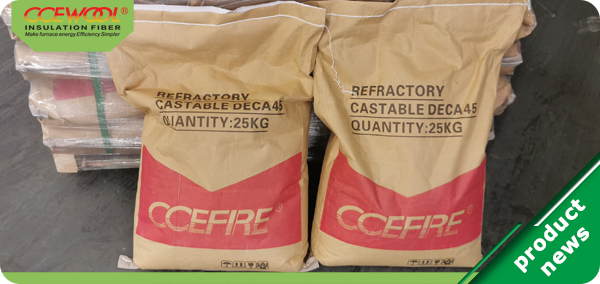 CCEWOOL®
INSULATION FIBER
Make furnace energy Efficiency Simpler
REFRACTORY
CASTABLE DECA45
QUANTITY:25KG
CCEFIRE®
REFRACTORY
CASTABLE DECA45
QUANTITY:25KG
CCEFIRE®
product
news